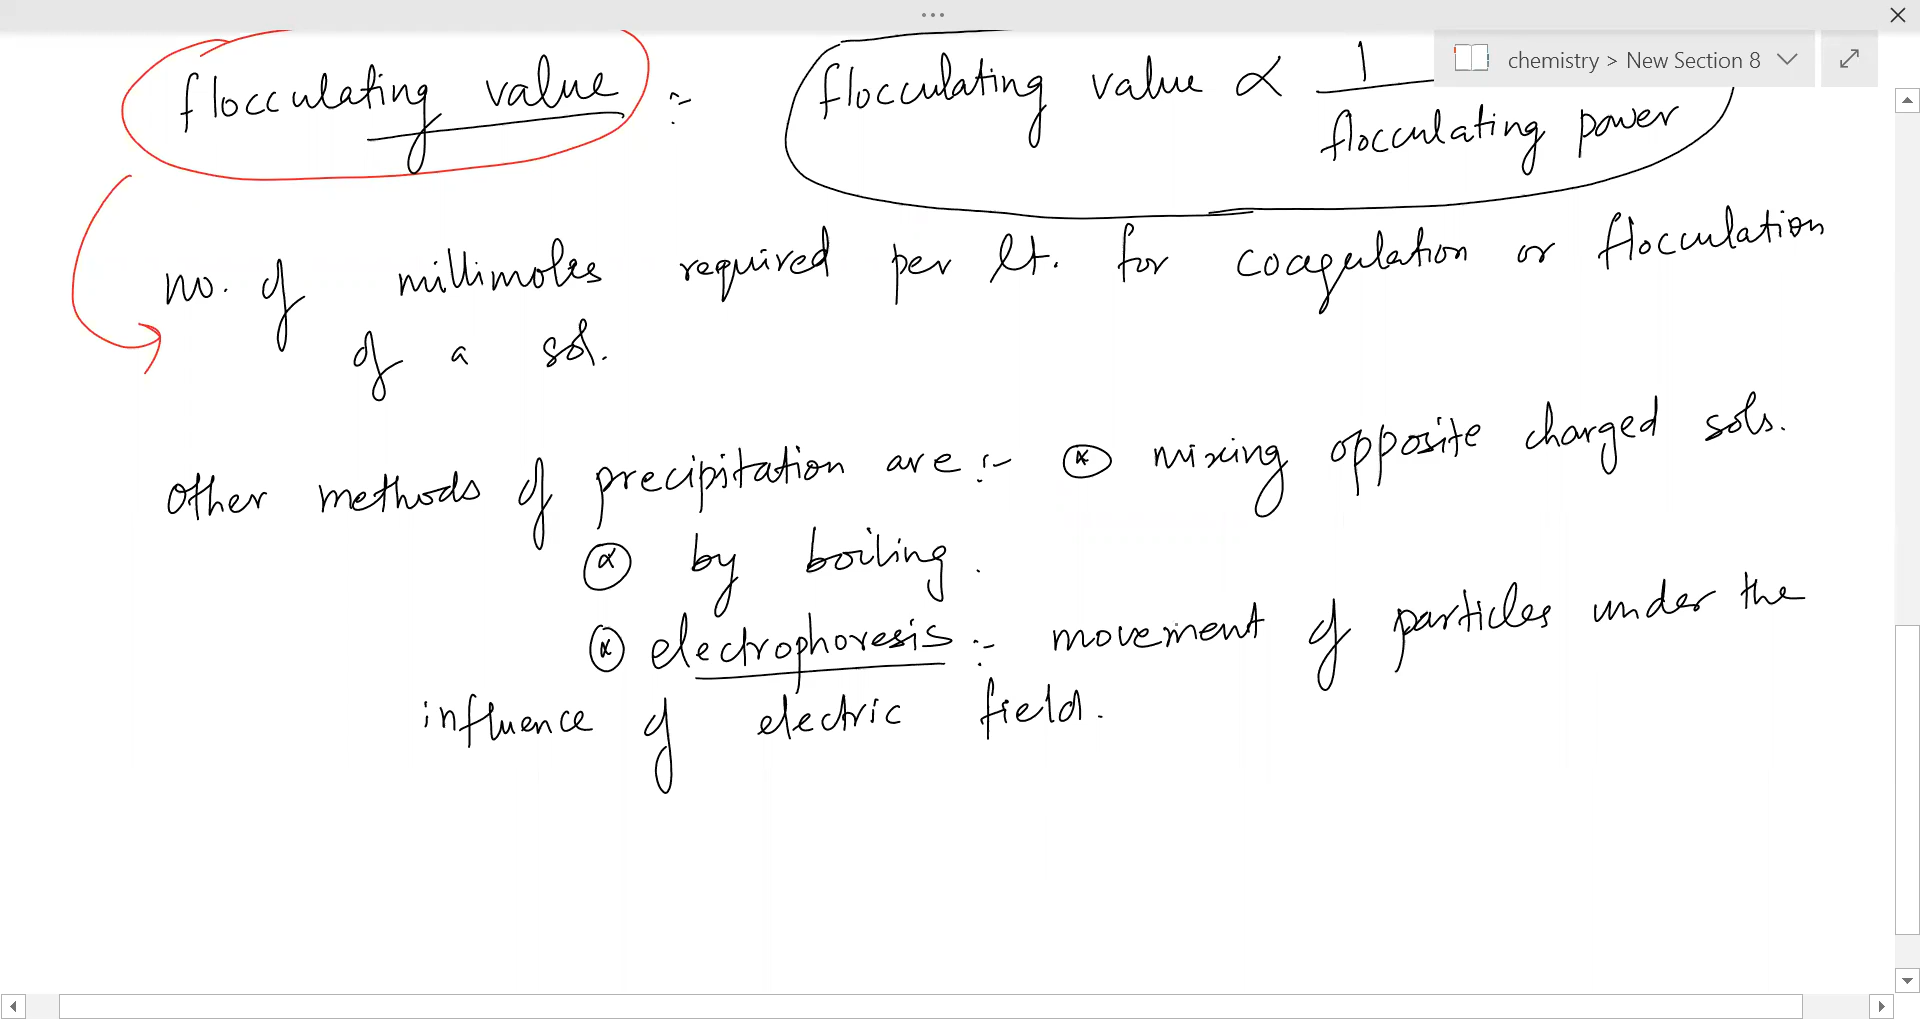 chemistry > New Section 8
flocculating value :- flocculating value ∝ 1 / flocculating power
no. of millimoles required per lt. for coagulation or flocculation
of a sol.
Other methods of precipitation are :- * mixing opposite charged sols.
* by boiling.
* electrophoresis :- movement of particles under the
influence of electric field.